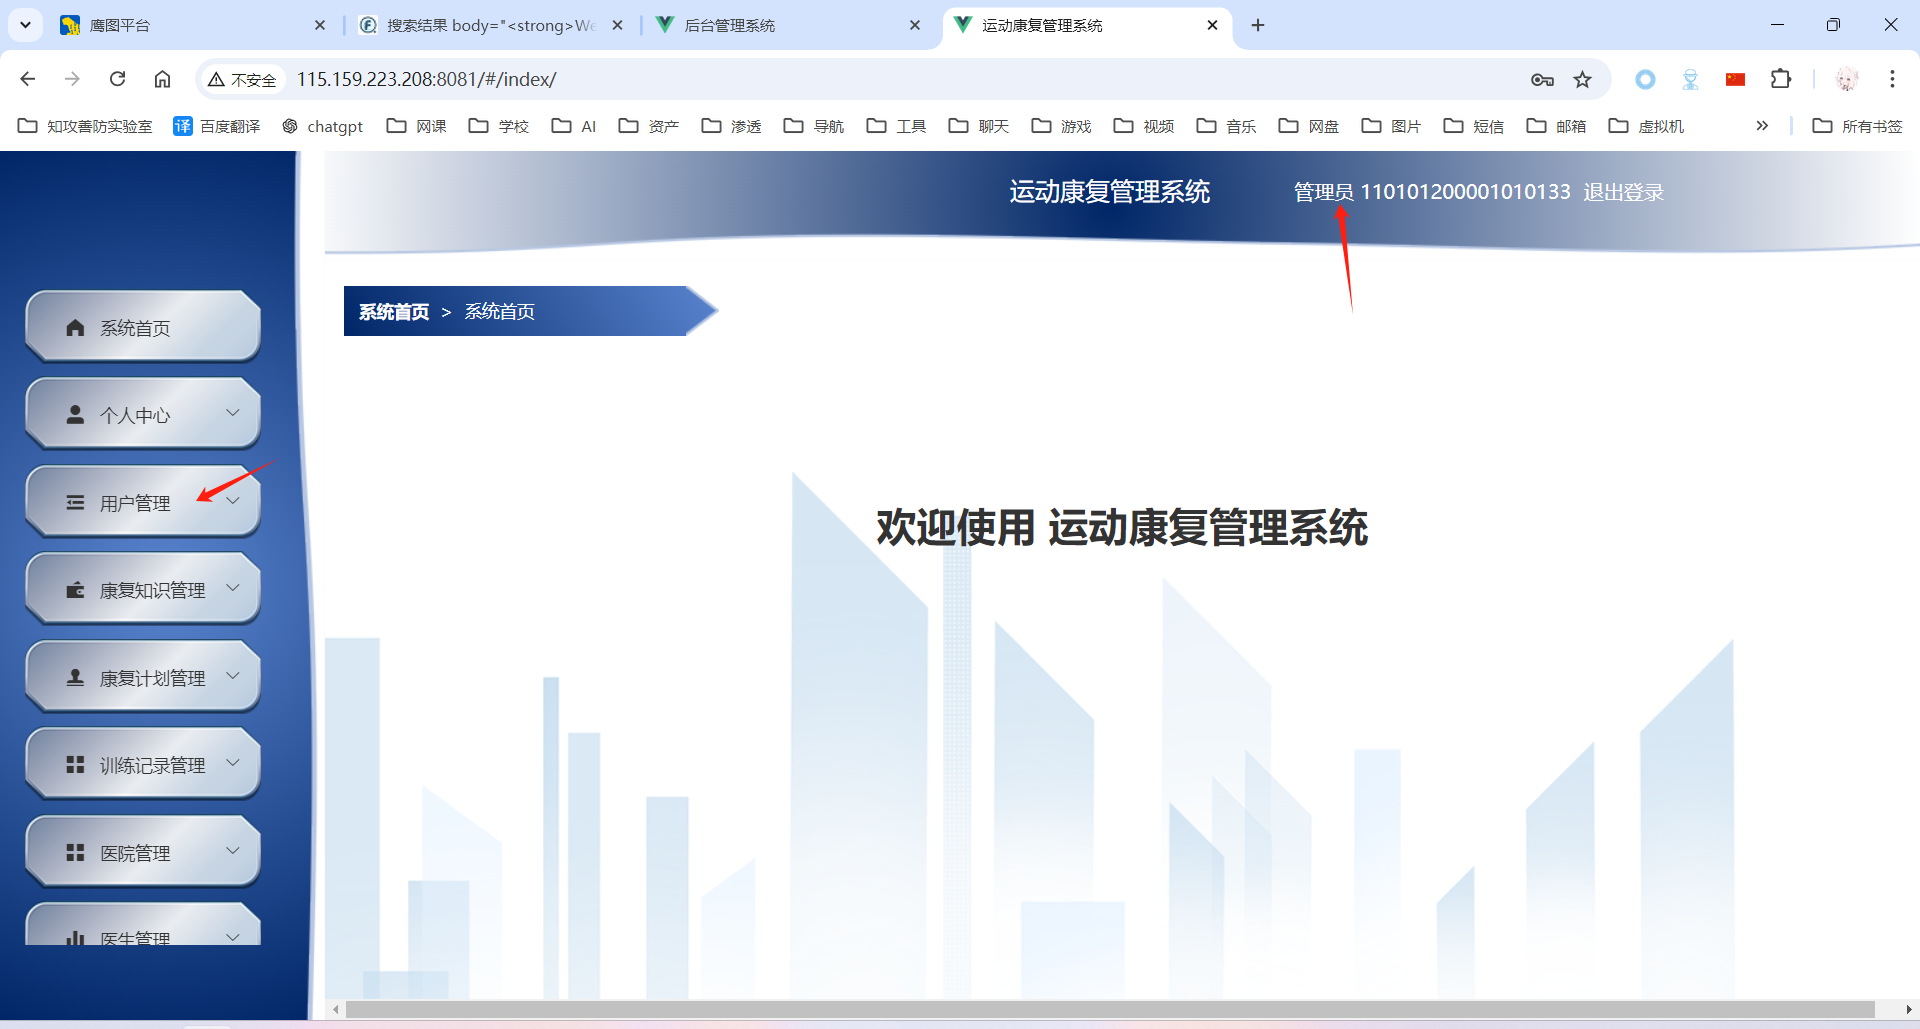 鹰图平台
搜索结果 body="<strong>We
后台管理系统
运动康复管理系统
不安全
115.159.223.208:8081/#/index/
知攻善防实验室
译
百度翻译
chatgpt
网课
学校
AI
资产
渗透
导航
工具
聊天
游戏
视频
音乐
网盘
图片
短信
邮箱
虚拟机
所有书签
运动康复管理系统
管理员 110101200001010133 退出登录
系统首页 > 系统首页
系统首页
个人中心
用户管理
康复知识管理
康复计划管理
训练记录管理
医院管理
医生管理
欢迎使用 运动康复管理系统